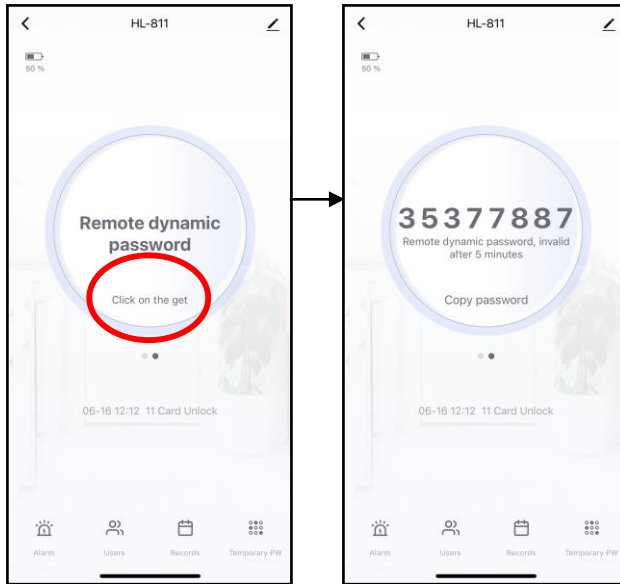 HL-811
50 %
Remote dynamic
password
Click on the get
06-16 12:12 11 Card Unlock
Alarm Users Records Temporary PW
HL-811
50 %
35377887
Remote dynamic password, invalid
after 5 minutes
Copy password
06-16 12:12 11 Card Unlock
Alarm Users Records Temporary PW